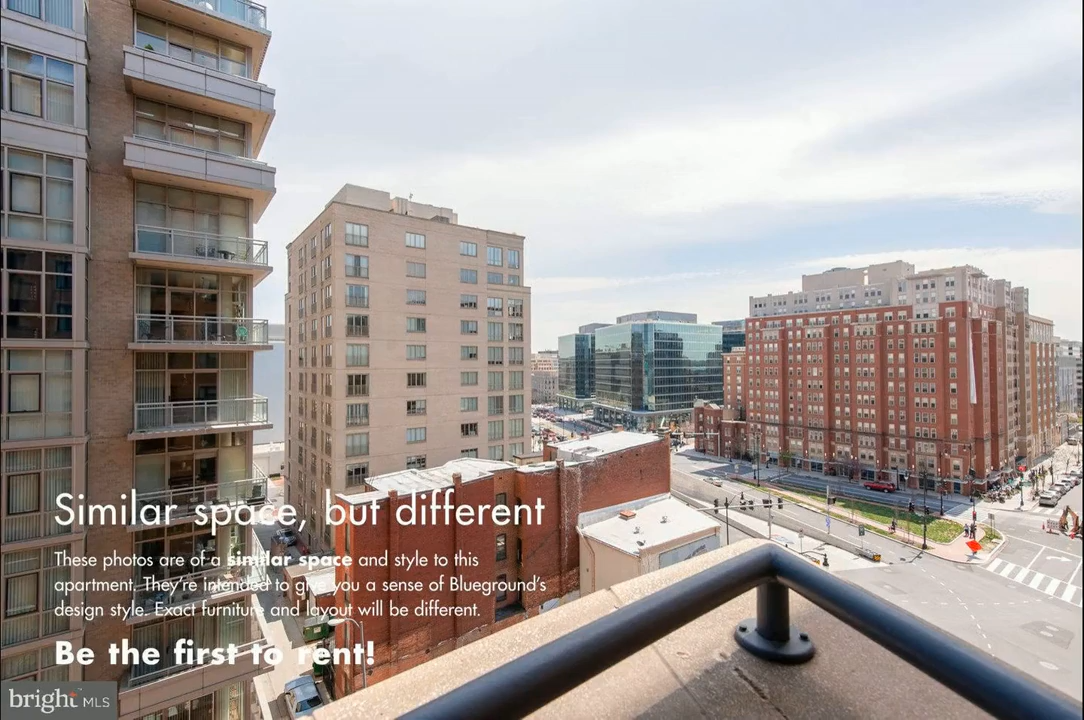 Similar space, but different
These photos are of a similar space and style to this
apartment. They're intended to give you a sense of Blueground's
design style. Exact furniture and layout will be different.
Be the first to rent!
bright MLS